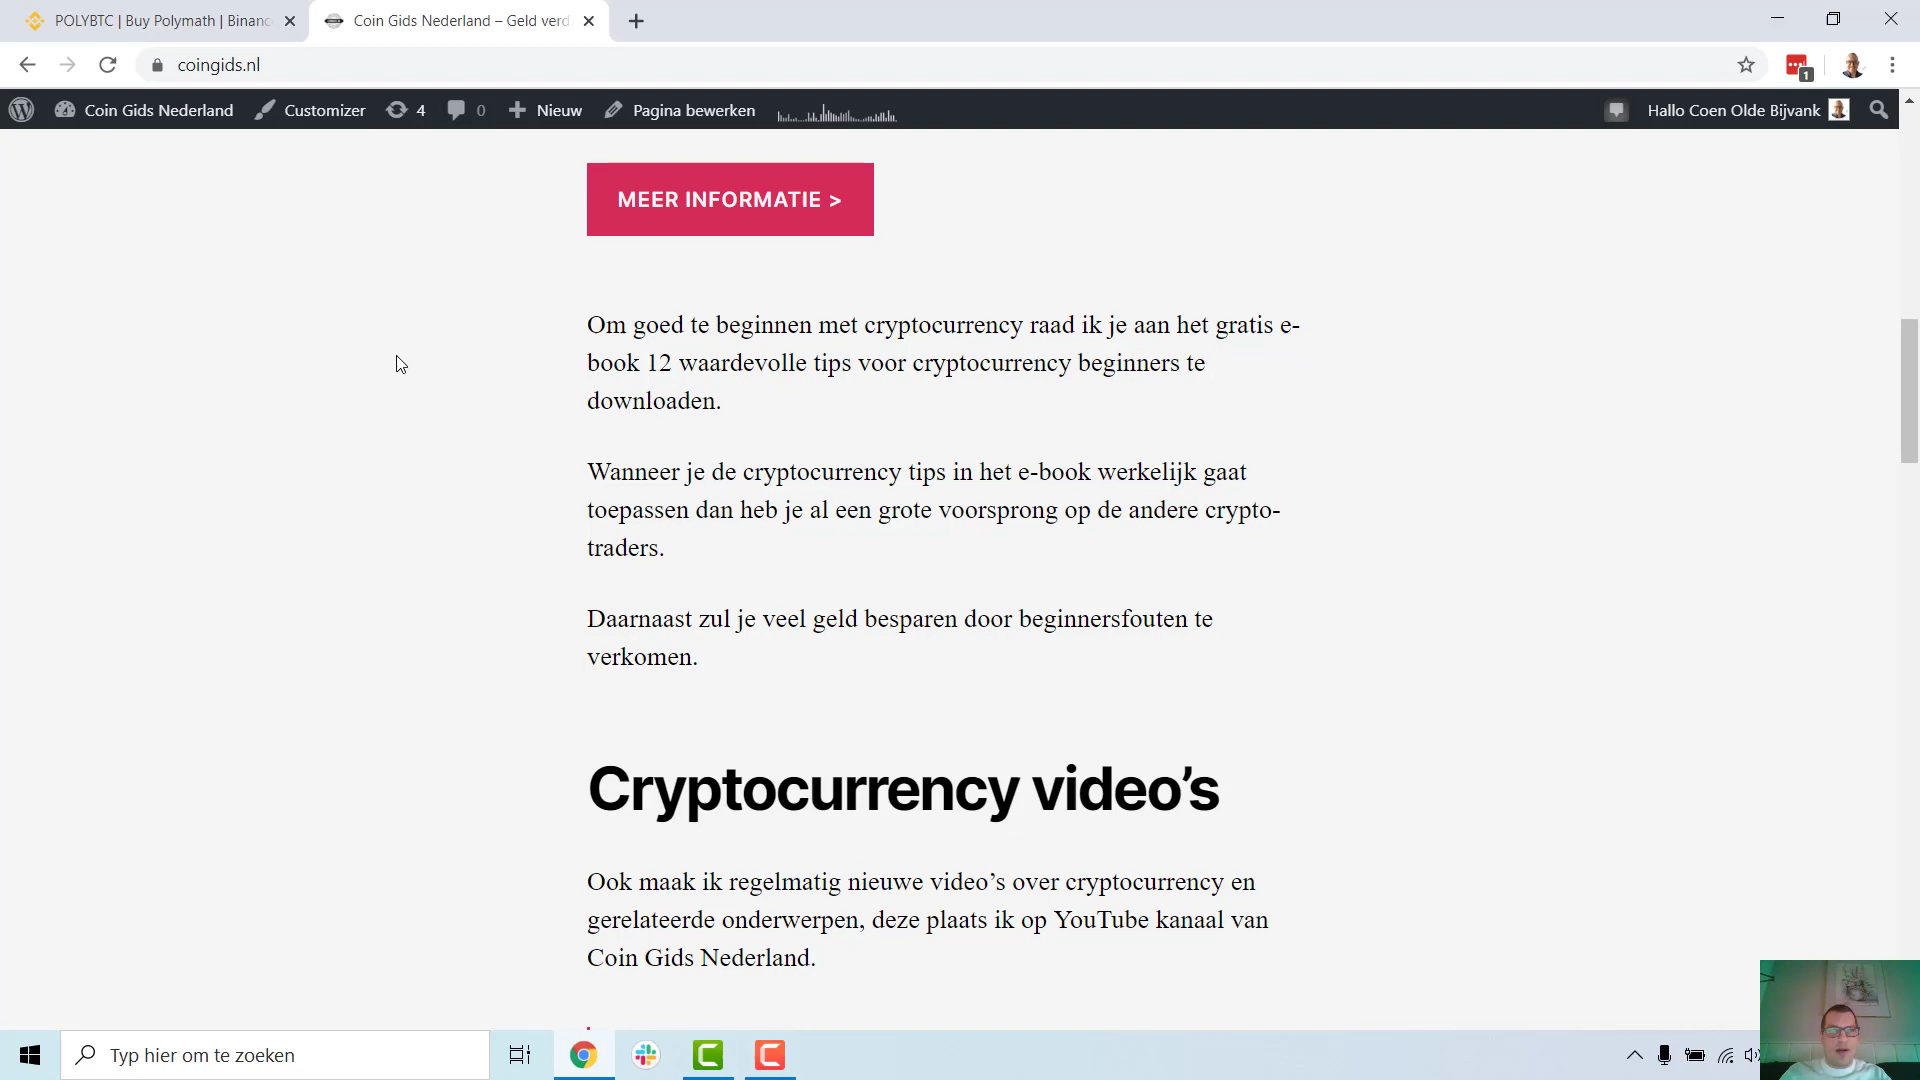 POLYBTC | Buy Polymath | Binanc
Coin Gids Nederland – Geld verd
coingids.nl
1
Coin Gids Nederland
Customizer
4
0
Nieuw
Pagina bewerken
Hallo Coen Olde Bijvank
MEER INFORMATIE >
Om goed te beginnen met cryptocurrency raad ik je aan het gratis e-
book 12 waardevolle tips voor cryptocurrency beginners te
downloaden.
Wanneer je de cryptocurrency tips in het e-book werkelijk gaat
toepassen dan heb je al een grote voorsprong op de andere crypto-
traders.
Daarnaast zul je veel geld besparen door beginnersfouten te
verkomen.
Cryptocurrency video’s
Ook maak ik regelmatig nieuwe video’s over cryptocurrency en
gerelateerde onderwerpen, deze plaats ik op YouTube kanaal van
Coin Gids Nederland.
Typ hier om te zoeken